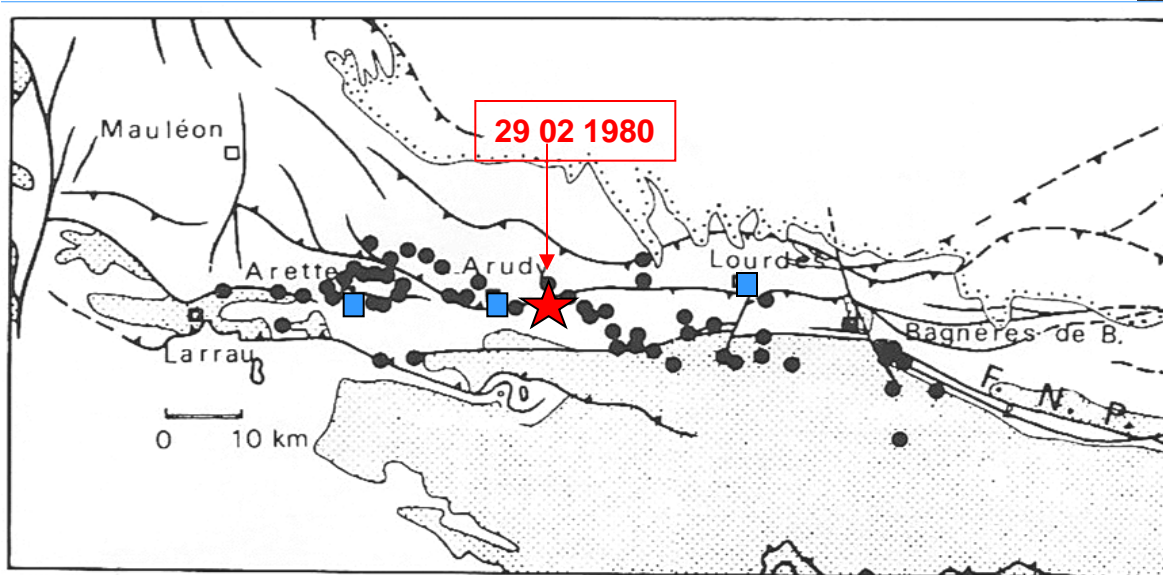 29 02 1980
Mauléon
Arette
Arudy
Lourdes
Bagnères de B.
Larrau
F. N. P.
0 10 km